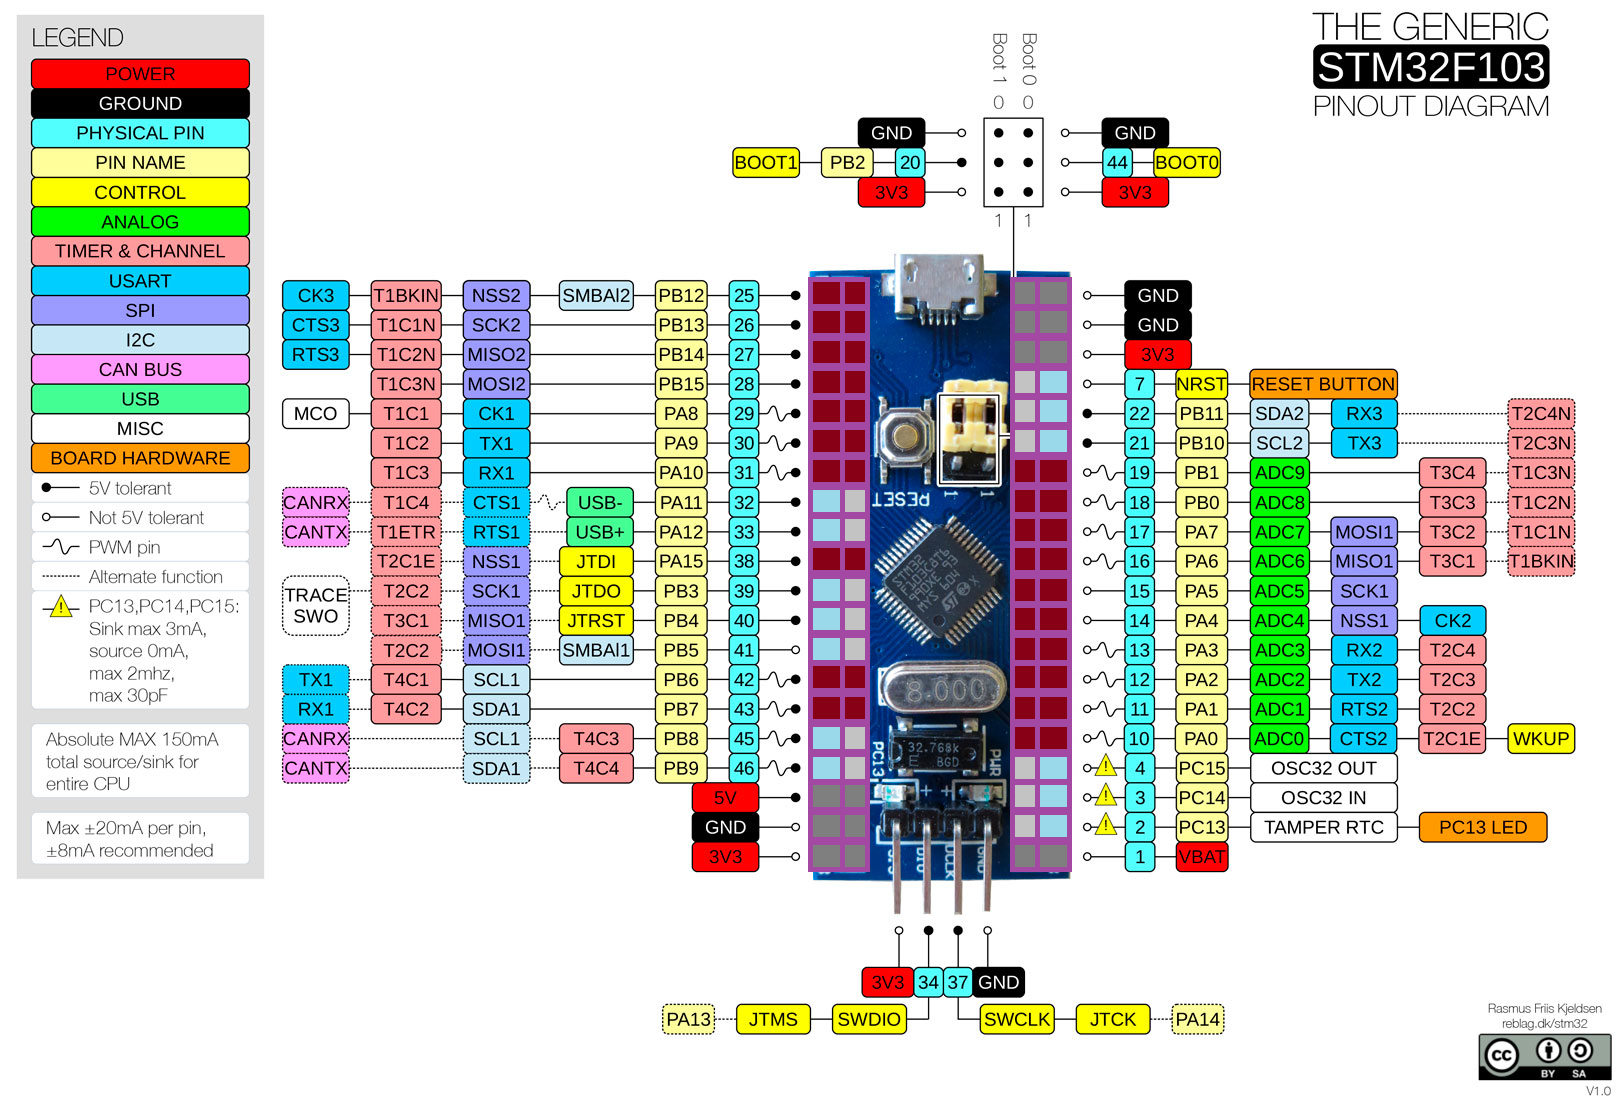 LEGEND
POWER
GROUND
PHYSICAL PIN
PIN NAME
CONTROL
ANALOG
TIMER & CHANNEL
USART
SPI
I2C
CAN BUS
USB
MISC
BOARD HARDWARE
5V tolerant
Not 5V tolerant
PWM pin
Alternate function
PC13,PC14,PC15:
Sink max 3mA,
source 0mA,
max 2mhz,
max 30pF
Absolute MAX 150mA
total source/sink for
entire CPU
Max ±20mA per pin,
±8mA recommended
THE GENERIC
STM32F103
PINOUT DIAGRAM
Boot 1 0
Boot 0 0
GND GND
BOOT1 PB2 20 44 BOOT0
3V3 3V3
1 1
CK3 T1BKIN NSS2 SMBAI2 PB12 25
CTS3 T1C1N SCK2 PB13 26
RTS3 T1C2N MISO2 PB14 27
T1C3N MOSI2 PB15 28
MCO T1C1 CK1 PA8 29
T1C2 TX1 PA9 30
T1C3 RX1 PA10 31
CANRX T1C4 CTS1 USB- PA11 32
CANTX T1ETR RTS1 USB+ PA12 33
T2C1E NSS1 JTDI PA15 38
TRACE SWO T2C2 SCK1 JTDO PB3 39
T3C1 MISO1 JTRST PB4 40
T2C2 MOSI1 SMBAI1 PB5 41
TX1 T4C1 SCL1 PB6 42
RX1 T4C2 SDA1 PB7 43
CANRX SCL1 T4C3 PB8 45
CANTX SDA1 T4C4 PB9 46
5V
GND
3V3
RESET
1 1
8.000
32.768k
BGD
PC13
PWR
GND
GND
3V3
7 NRST RESET BUTTON
22 PB11 SDA2 RX3 T2C4N
21 PB10 SCL2 TX3 T2C3N
19 PB1 ADC9 T3C4 T1C3N
18 PB0 ADC8 T3C3 T1C2N
17 PA7 ADC7 MOSI1 T3C2 T1C1N
16 PA6 ADC6 MISO1 T3C1 T1BKIN
15 PA5 ADC5 SCK1
14 PA4 ADC4 NSS1 CK2
13 PA3 ADC3 RX2 T2C4
12 PA2 ADC2 TX2 T2C3
11 PA1 ADC1 RTS2 T2C2
10 PA0 ADC0 CTS2 T2C1E WKUP
4 PC15 OSC32 OUT
3 PC14 OSC32 IN
2 PC13 TAMPER RTC PC13 LED
1 VBAT
3V3 34 37 GND
PA13 JTMS SWDIO SWCLK JTCK PA14
Rasmus Friis Kjeldsen
reblag.dk/stm32
CC BY SA
V1.0